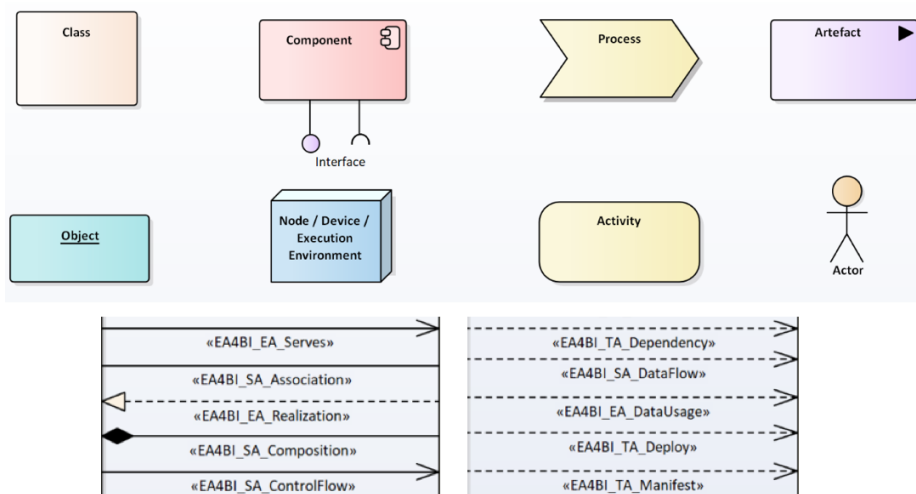 Class
Component
Process
Artefact
Interface
Object
Node / Device /
Execution
Environment
Activity
Actor
«EA4BI_EA_Serves»
«EA4BI_SA_Association»
«EA4BI_EA_Realization»
«EA4BI_SA_Composition»
«EA4BI_SA_ControlFlow»
«EA4BI_TA_Dependency»
«EA4BI_SA_DataFlow»
«EA4BI_EA_DataUsage»
«EA4BI_TA_Deploy»
«EA4BI_TA_Manifest»